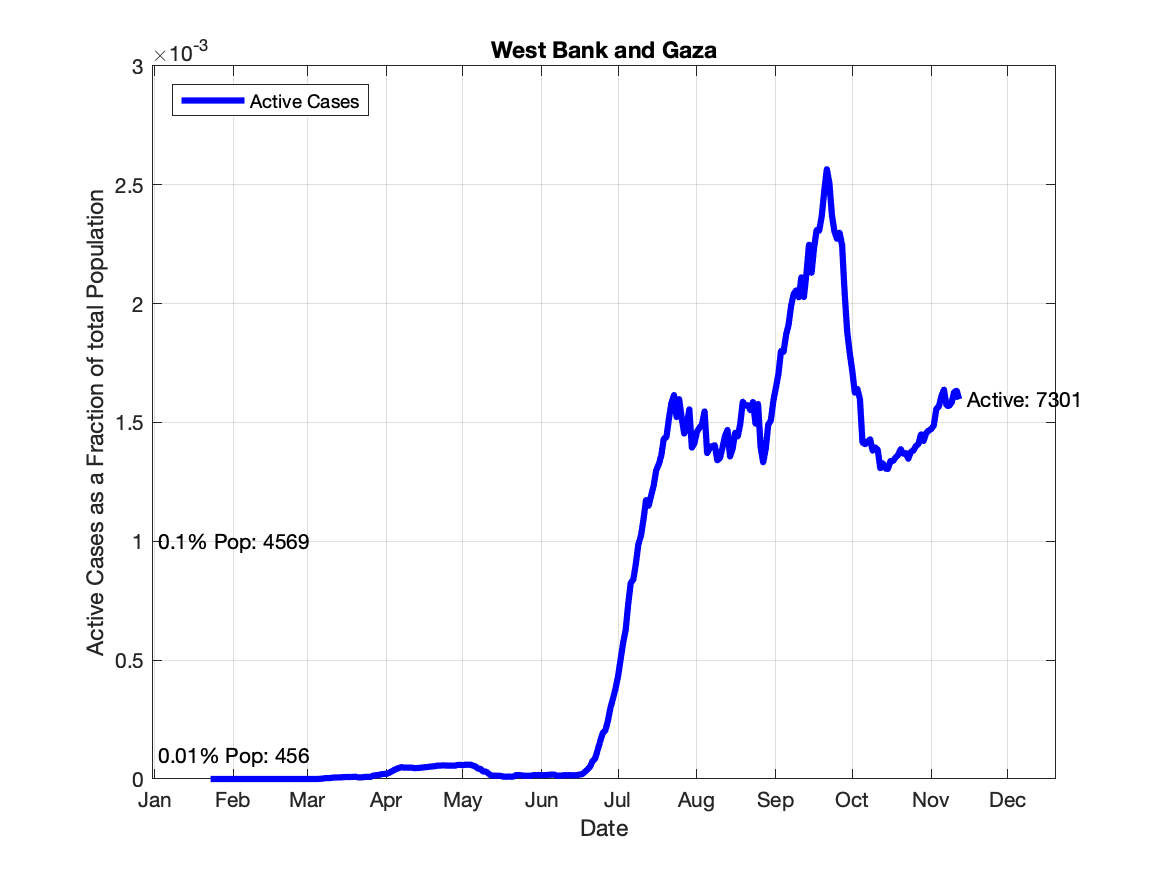 West Bank and Gaza
×10-3
Active Cases
3
2.5
2
1.5
1
0.5
0
Active Cases as a Fraction of total Population
Active: 7301
0.1% Pop: 4569
0.01% Pop: 456
Jan Feb Mar Apr May Jun Jul Aug Sep Oct Nov Dec
Date